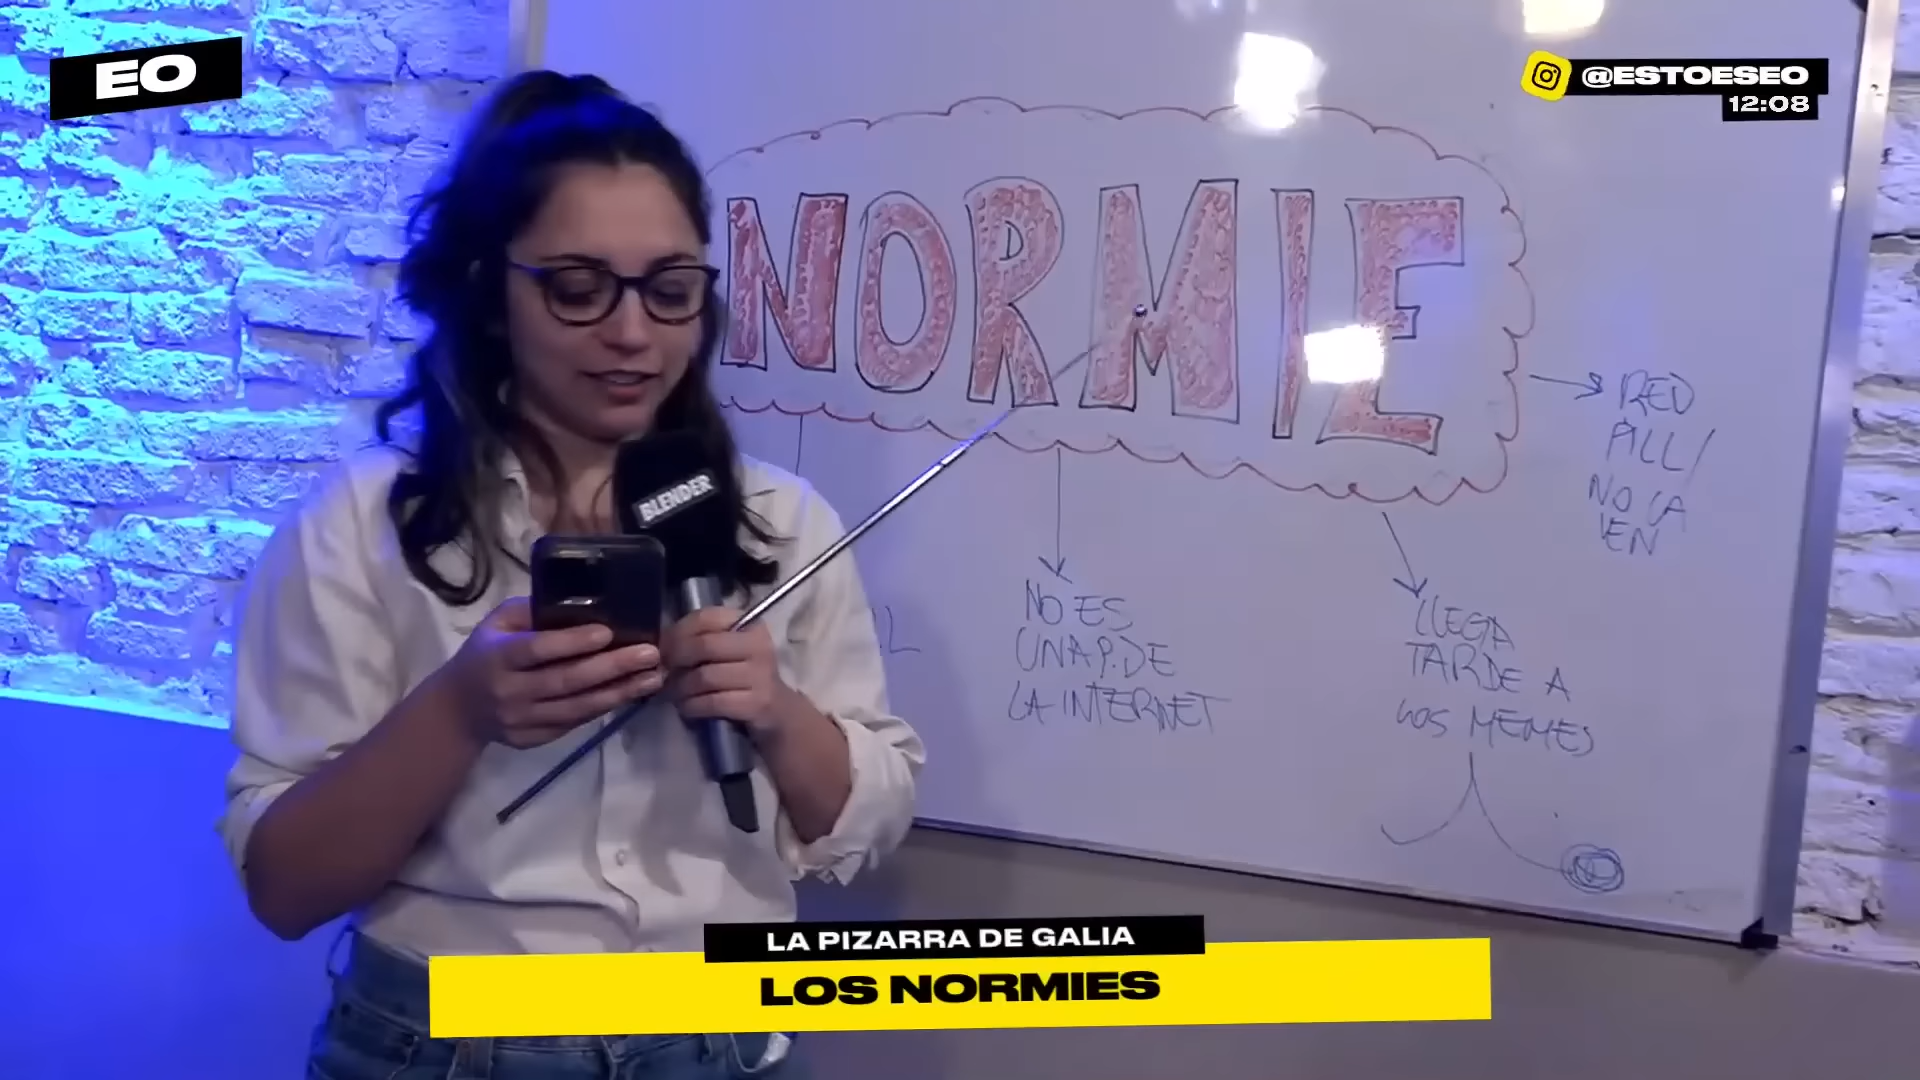 EO
@ESTOESEO
12:08
NORMIE
RED
PILL/
NO LA
VEN
BLENDER
NO ES
UNA P. DE
LA INTERNET
LLEGA
TARDE A
LOS MEMES
LA PIZARRA DE GALIA
LOS NORMIES